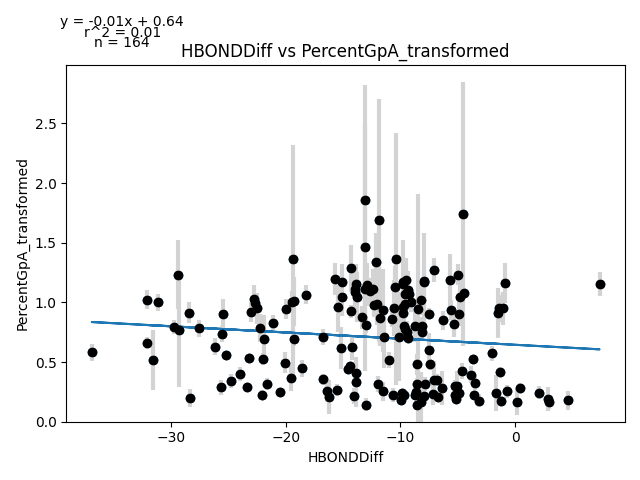 y = -0.01x + 0.64
r^2 = 0.01
n = 164
HBONDDiff vs PercentGpA_transformed
PercentGpA_transformed
2.5
2.0
1.5
1.0
0.5
0.0
−30
−20
−10
0
HBONDDiff